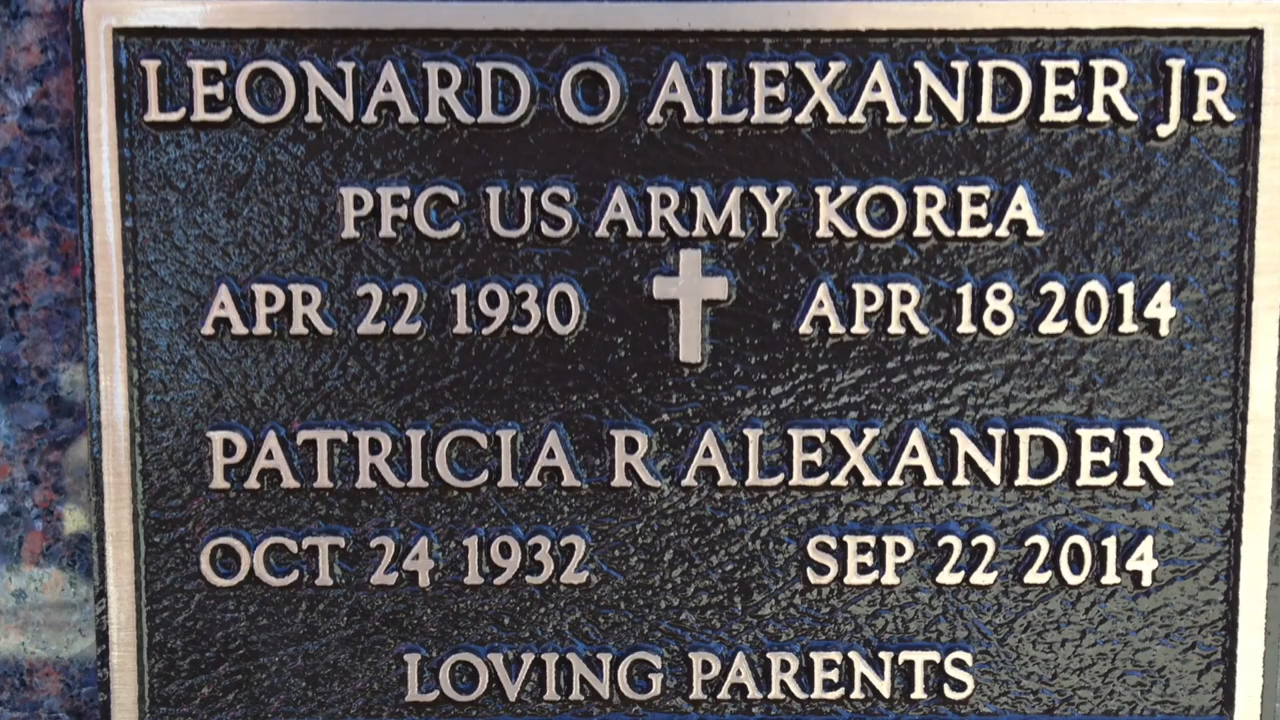 LEONARD O ALEXANDER JR
PFC US ARMY KOREA
APR 22 1930 APR 18 2014
PATRICIA R ALEXANDER
OCT 24 1932 SEP 22 2014
LOVING PARENTS